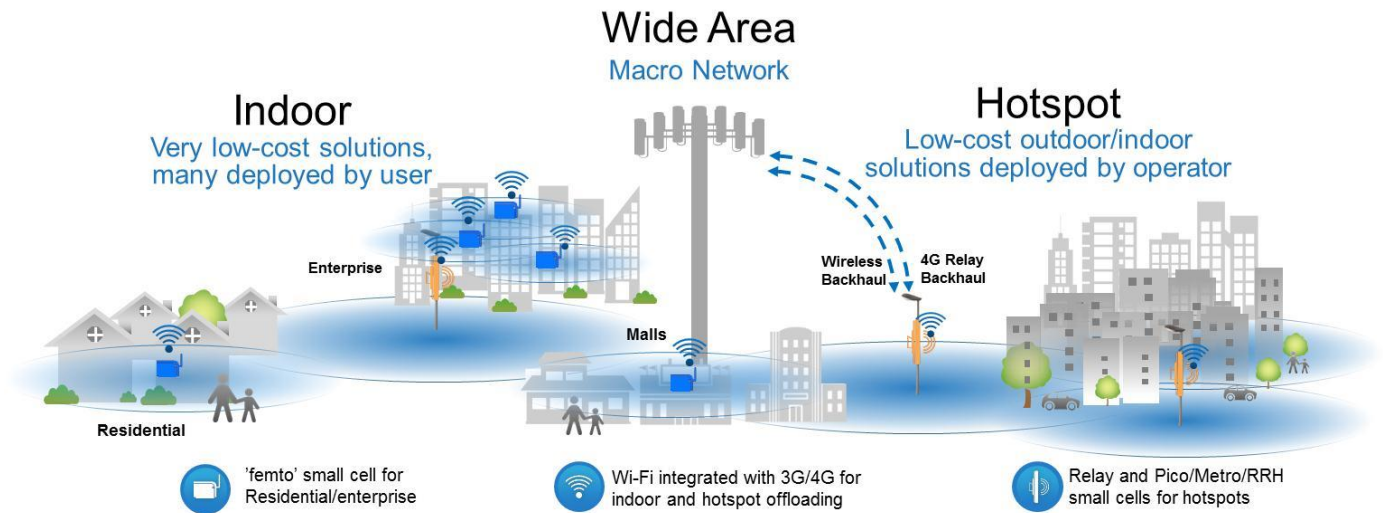 Wide Area
Macro Network
Indoor
Very low-cost solutions,
many deployed by user
Hotspot
Low-cost outdoor/indoor
solutions deployed by operator
Enterprise
Wireless
Backhaul
4G Relay
Backhaul
Malls
Residential
'femto' small cell for
Residential/enterprise
Wi-Fi integrated with 3G/4G for
indoor and hotspot offloading
Relay and Pico/Metro/RRH
small cells for hotspots